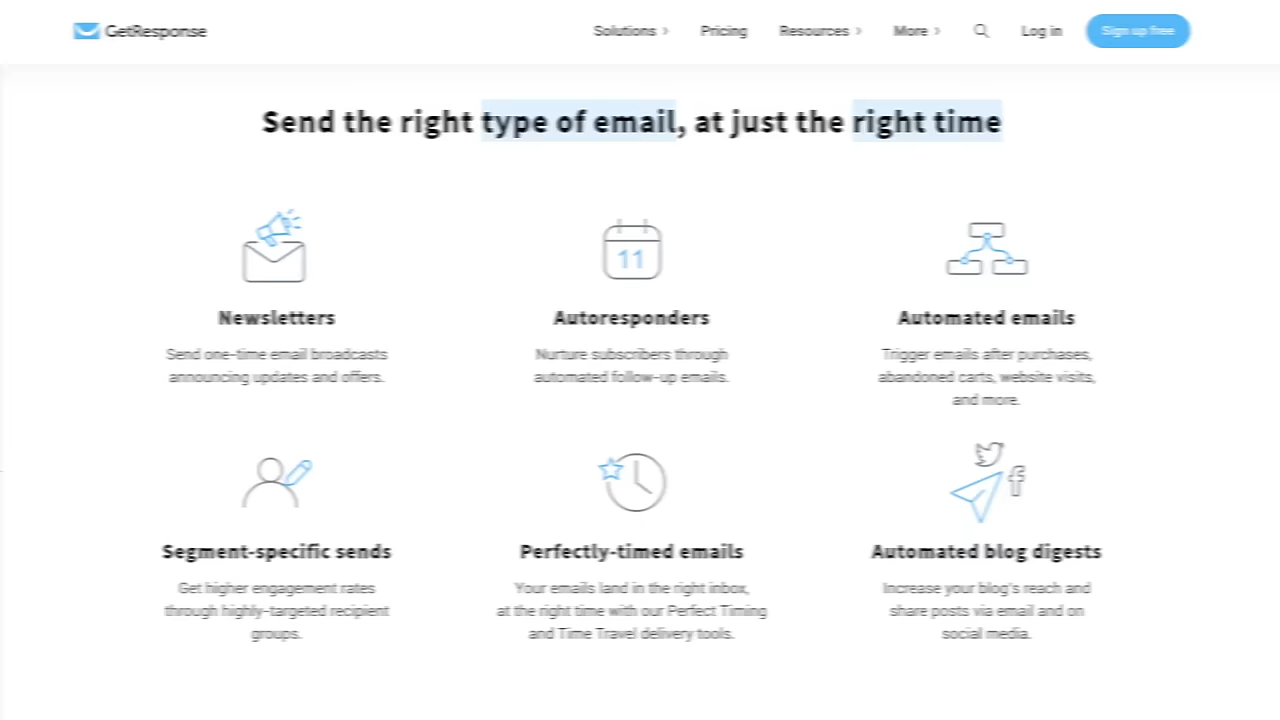 GetResponse Solutions Pricing Resources More Log in Sign up free
Send the right type of email, at just the right time
11
Newsletters
Send one-time email broadcasts
announcing updates and offers.
Autoresponders
Nurture subscribers through
automated follow-up emails.
Automated emails
Trigger emails after purchases,
abandoned carts, website visits,
and more.
Segment-specific sends
Get higher engagement rates
through highly-targeted recipient
groups.
Perfectly-timed emails
Your emails land in the right inbox,
at the right time with our Perfect Timing
and Time Travel delivery tools.
Automated blog digests
Increase your blog's reach and
share posts via email and on
social media.